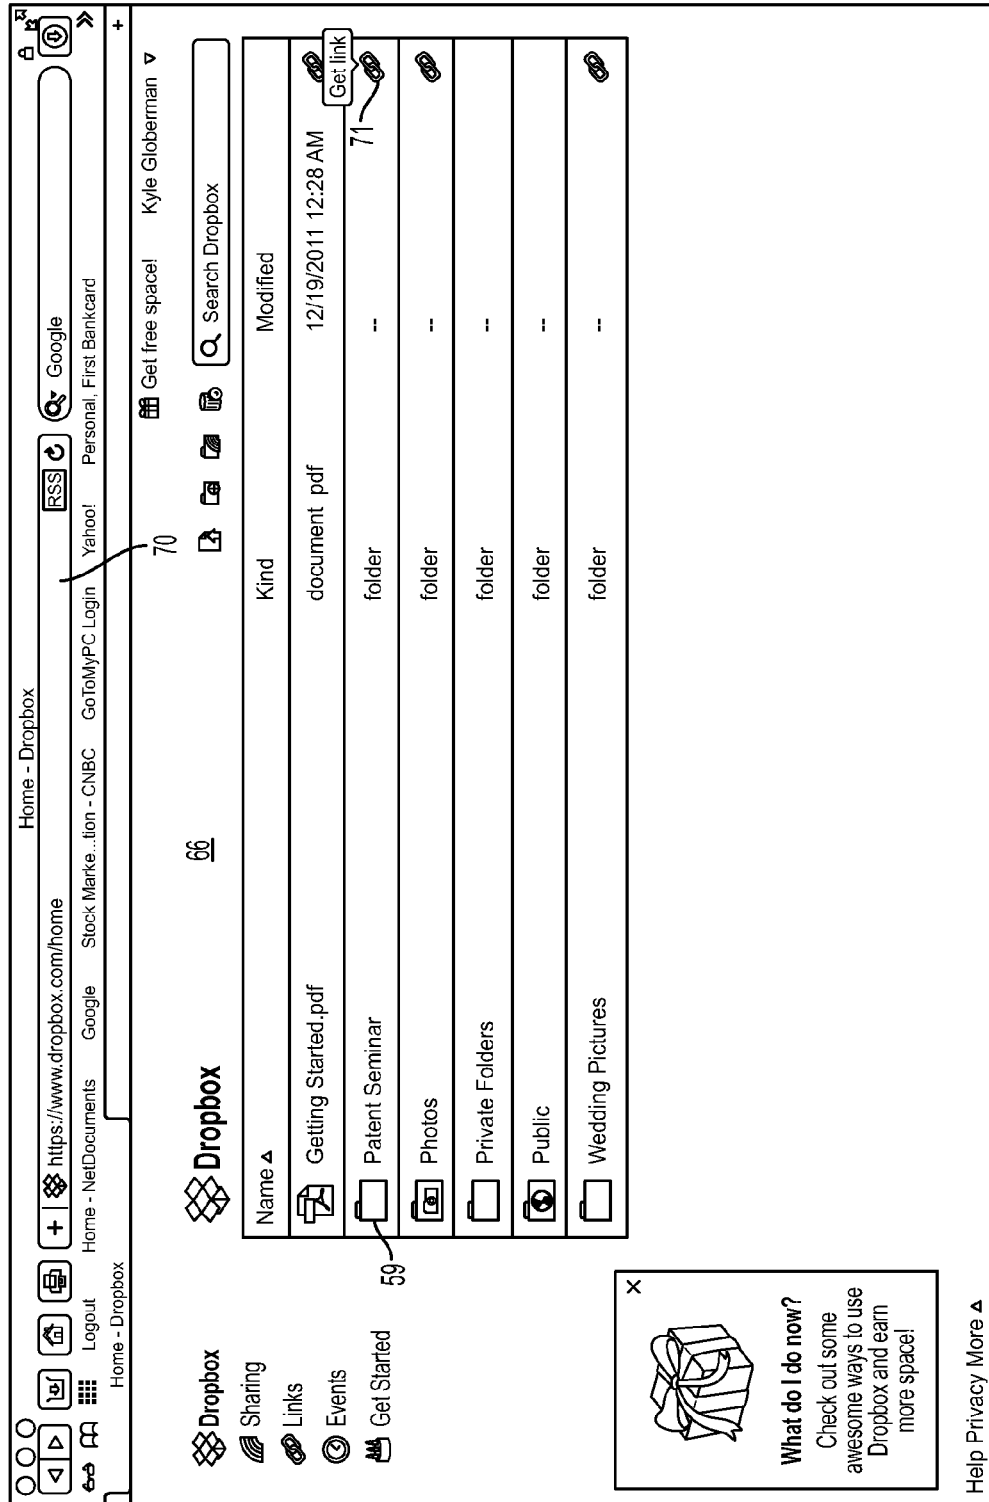 Home - Dropbox
+ https://www.dropbox.com/home RSS Google
Logout Home - NetDocuments Google Stock Marke...tion - CNBC GoToMyPC Login Yahoo! Personal, First Bankcard »
Home - Dropbox +
70
Get free space! Kyle Globerman
Dropbox 66 Search Dropbox
Dropbox
Sharing
Links
Events
Get Started
Name Kind Modified
Getting Started.pdf document pdf 12/19/2011 12:28 AM
Get link
Patent Seminar folder --
71
59
Photos folder --
Private Folders folder --
Public folder --
Wedding Pictures folder --
X
What do I do now?
Check out some
awesome ways to use
Dropbox and earn
more space!
Help Privacy More